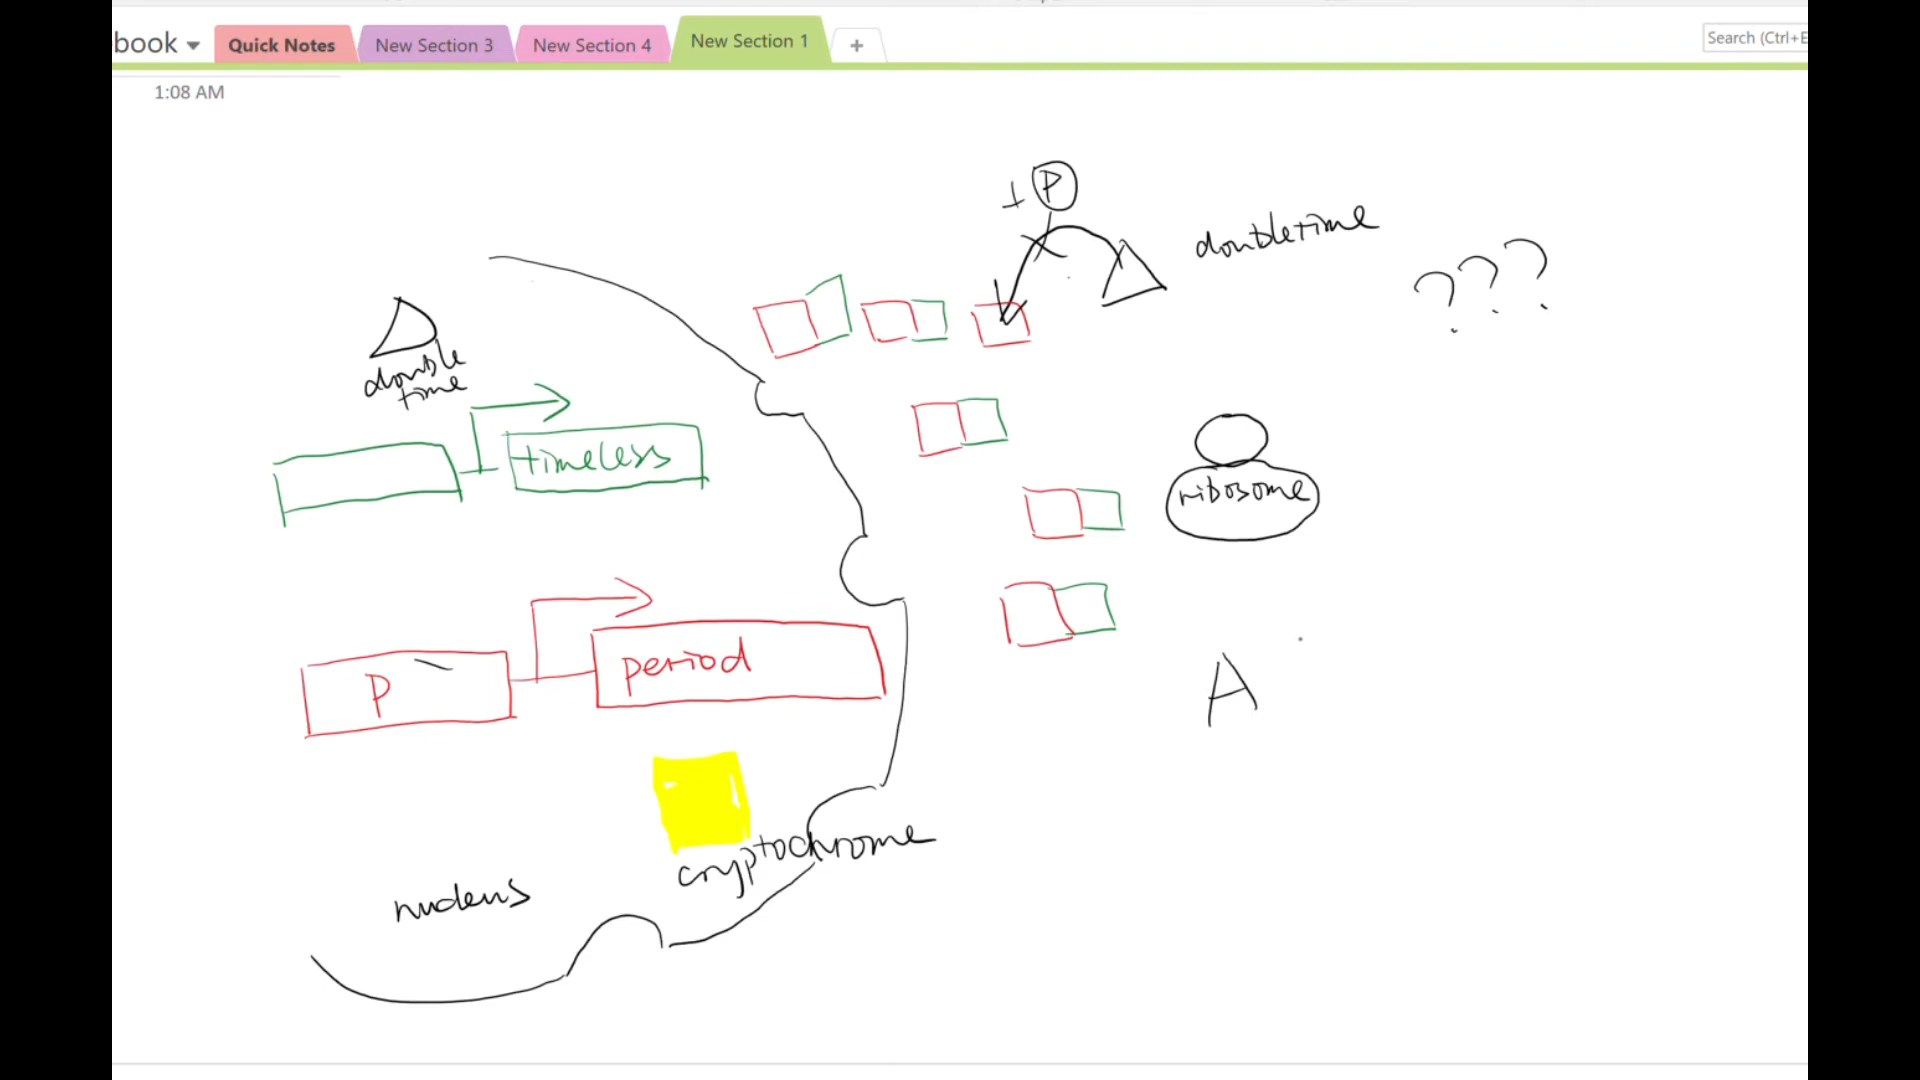 book
Quick Notes
New Section 3
New Section 4
New Section 1
+
Search (Ctrl+E
1:08 AM
P
doubletime
???
double
time
timeless
ribosome
period
P
A
cryptochrome
nucleus